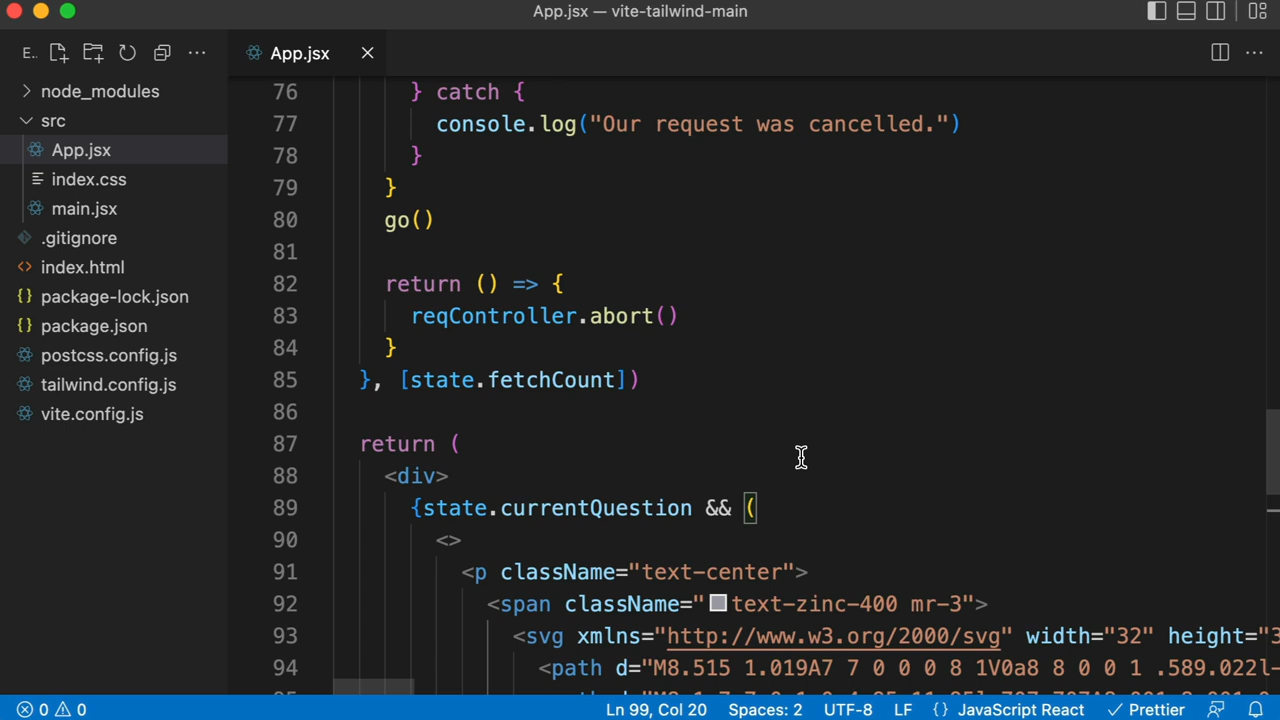 App.jsx — vite-tailwind-main
E..
App.jsx
node_modules
src
App.jsx
index.css
main.jsx
.gitignore
index.html
package-lock.json
package.json
postcss.config.js
tailwind.config.js
vite.config.js
76 } catch {
77 console.log("Our request was cancelled.")
78 }
79 }
80 go()
81
82 return () => {
83 reqController.abort()
84 }
85 }, [state.fetchCount])
86
87 return (
88 <div>
89 {state.currentQuestion && (
90 <>
91 <p className="text-center">
92 <span className="text-zinc-400 mr-3">
93 <svg xmlns="http://www.w3.org/2000/svg" width="32" height="3
94 <path d="M8.515 1.019A7 7 0 0 0 8 1V0a8 8 0 0 1 .589.022l-
0 0 Ln 99, Col 20 Spaces: 2 UTF-8 LF {} JavaScript React Prettier